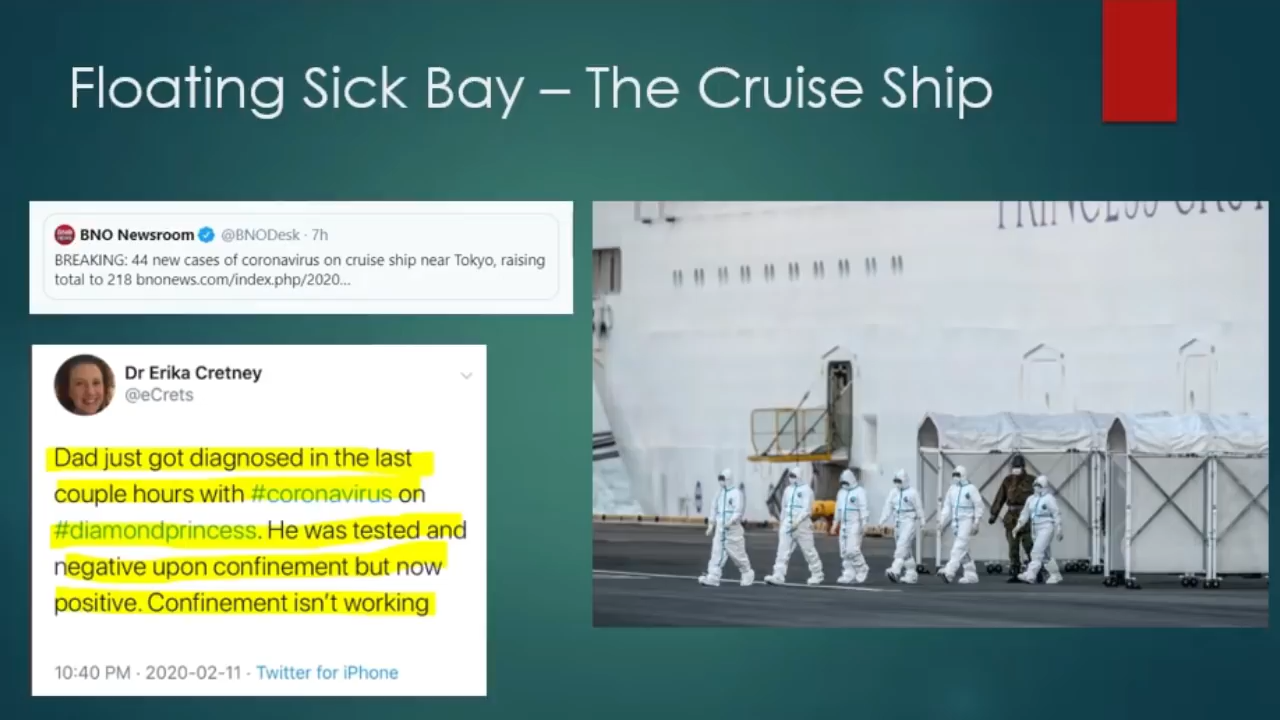 Floating Sick Bay – The Cruise Ship
BNO Newsroom @BNODesk · 7h
BREAKING: 44 new cases of coronavirus on cruise ship near Tokyo, raising
total to 218 bnonews.com/index.php/2020...
Dr Erika Cretney
@eCrets
Dad just got diagnosed in the last
couple hours with #coronavirus on
#diamondprincess. He was tested and
negative upon confinement but now
positive. Confinement isn't working
10:40 PM · 2020-02-11 · Twitter for iPhone
PRINCESS